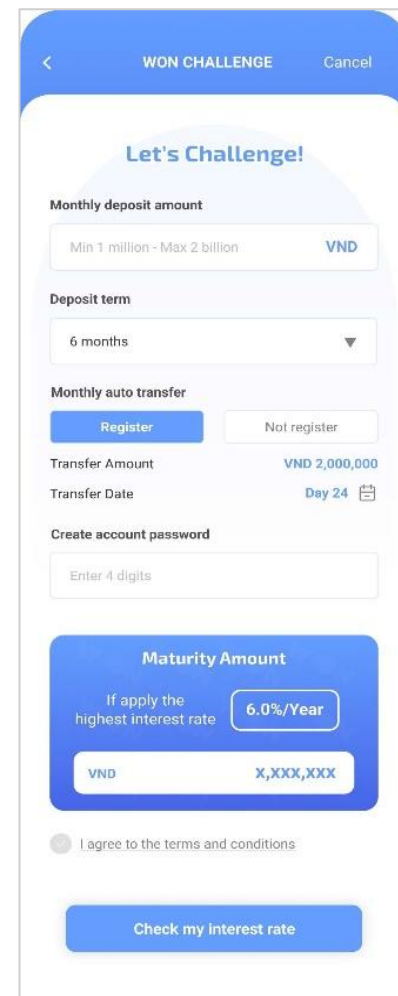 WON CHALLENGE Cancel
Let's Challenge!
Monthly deposit amount
Min 1 million - Max 2 billion VND
Deposit term
6 months
Monthly auto transfer
Register Not register
Transfer Amount VND 2,000,000
Transfer Date Day 24
Create account password
Enter 4 digits
Maturity Amount
If apply the
highest interest rate 6.0%/Year
VND X,XXX,XXX
I agree to the terms and conditions
Check my interest rate